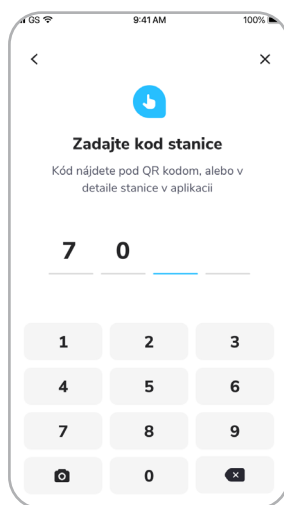 GS 9:41 AM 100%
Zadajte kod stanice
Kód nájdete pod QR kodom, alebo v
detaile stanice v aplikacii
7 0
1 2 3
4 5 6
7 8 9
0